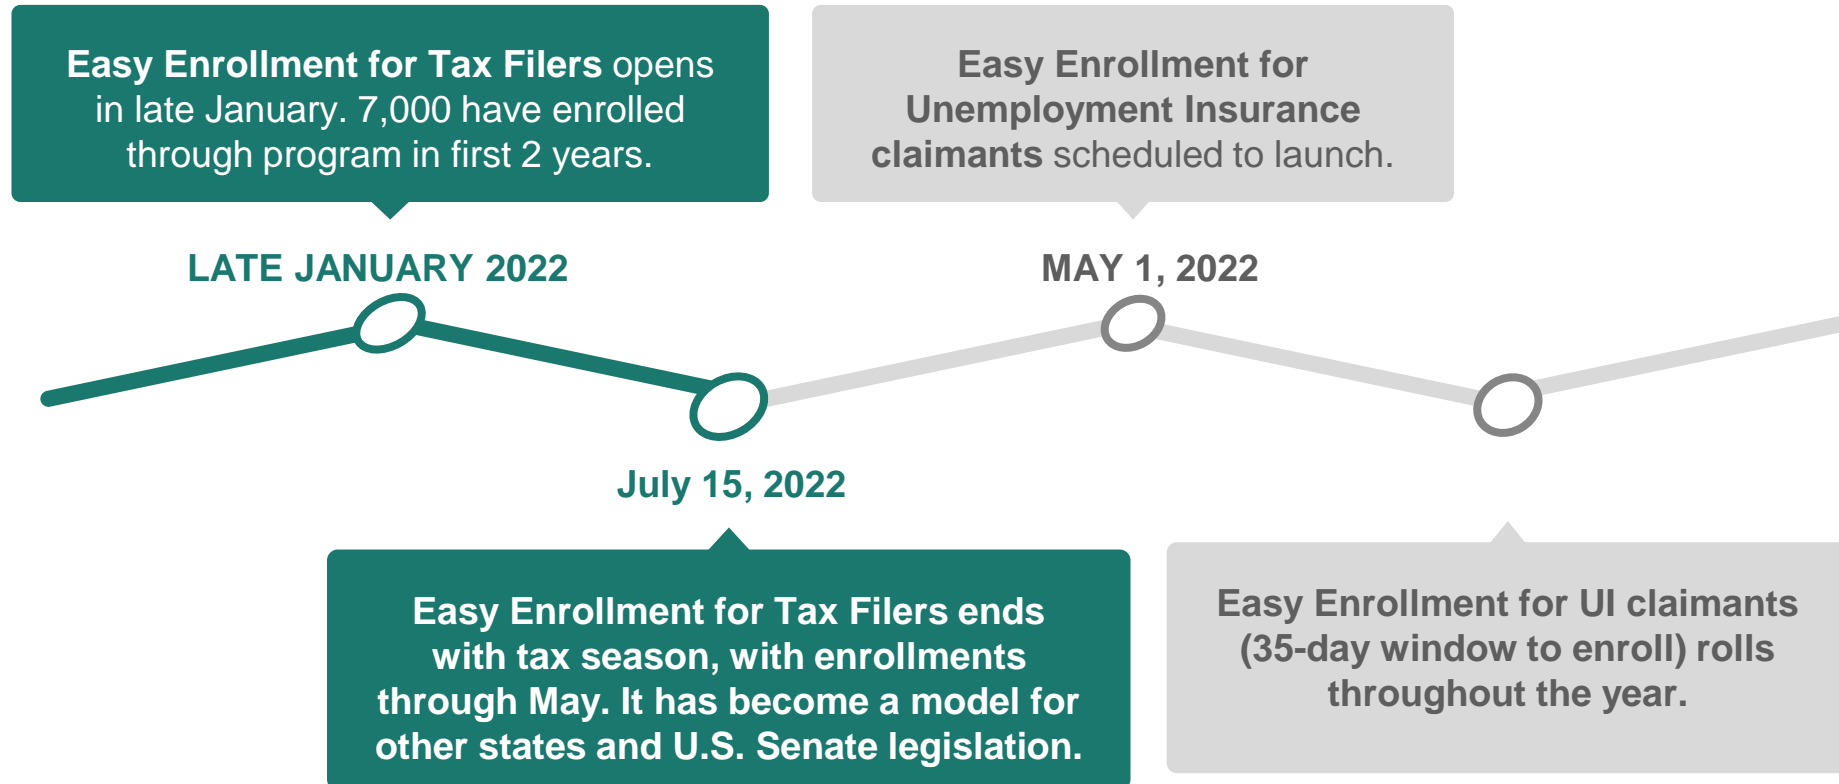 Easy Enrollment for Tax Filers opens
in late January. 7,000 have enrolled
through program in first 2 years.
LATE JANUARY 2022
Easy Enrollment for
Unemployment Insurance
claimants scheduled to launch.
MAY 1, 2022
July 15, 2022
Easy Enrollment for Tax Filers ends
with tax season, with enrollments
through May. It has become a model for
other states and U.S. Senate legislation.
Easy Enrollment for UI claimants
(35-day window to enroll) rolls
throughout the year.